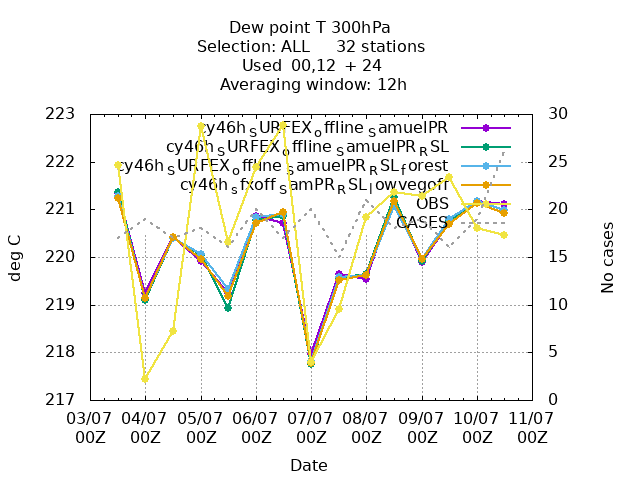 Dew point T 300hPa
Selection: ALL 32 stations
Used 00,12 + 24
Averaging window: 12h
223
222
221
220
219
218
217
deg C
30
25
20
15
10
5
0
No cases
cy46h_SURFEX_offline_SamuelPR
cy46h_SURFEX_offline_SamuelPR_RSL
cy46h_SURFEX_offline_SamuelPR_RSL_forest
cy46h_sfxoff_SamPR_RSL_lowvegoff
OBS
CASES
03/07 04/07 05/07 06/07 07/07 08/07 09/07 10/07 11/07
00Z 00Z 00Z 00Z 00Z 00Z 00Z 00Z 00Z
Date